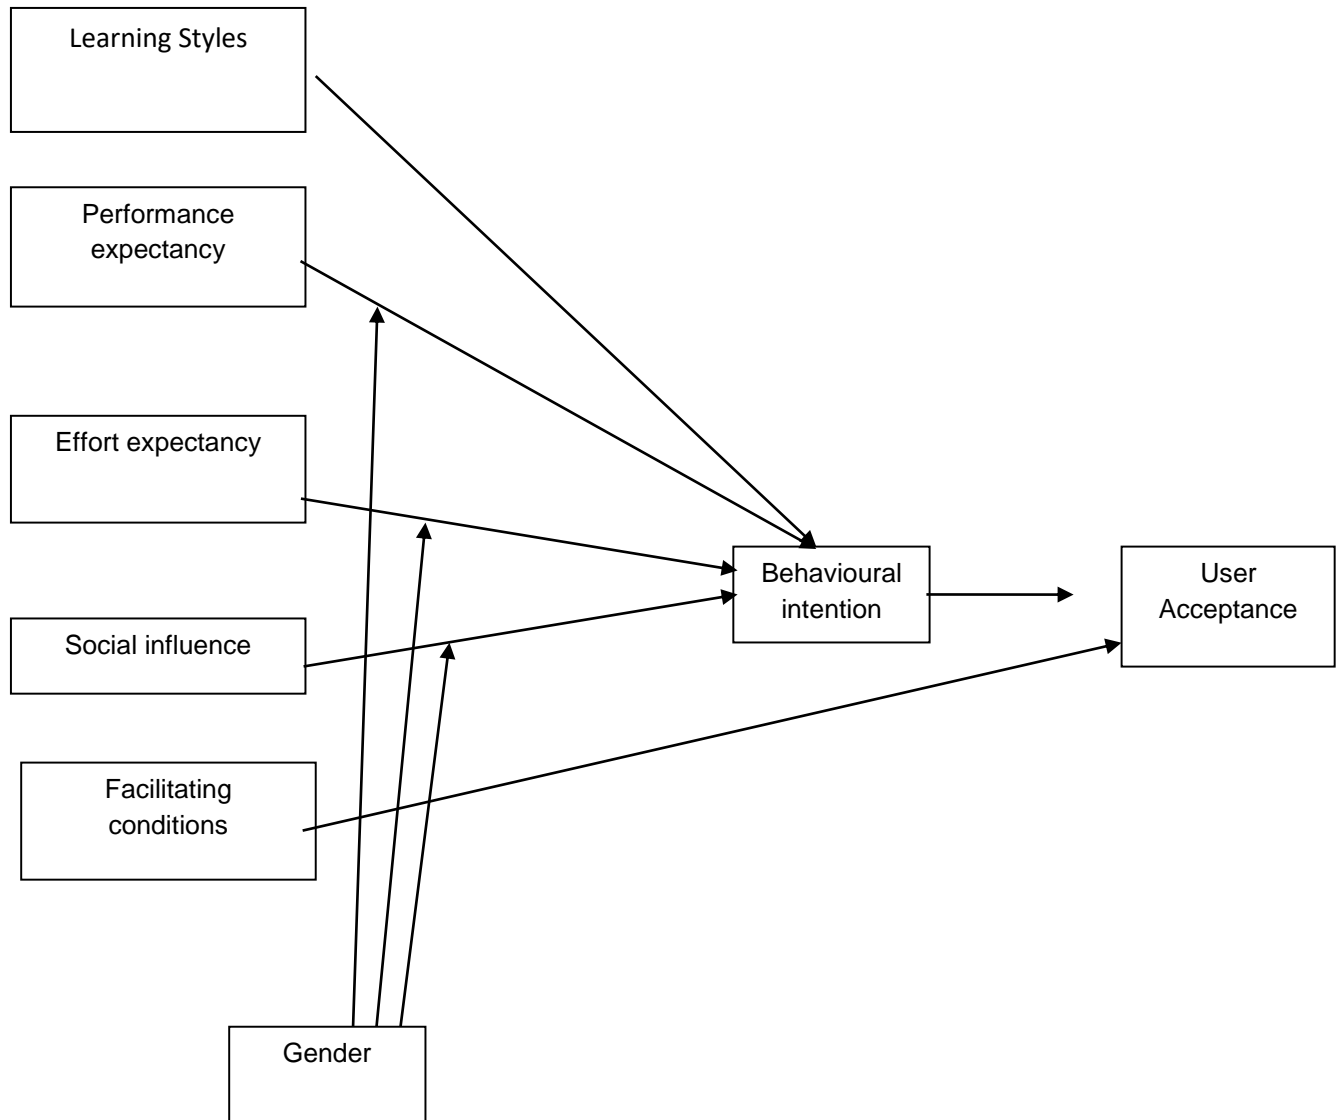 Learning Styles
Performance
expectancy
Effort expectancy
Social influence
Facilitating
conditions
Behavioural
intention
User
Acceptance
Gender